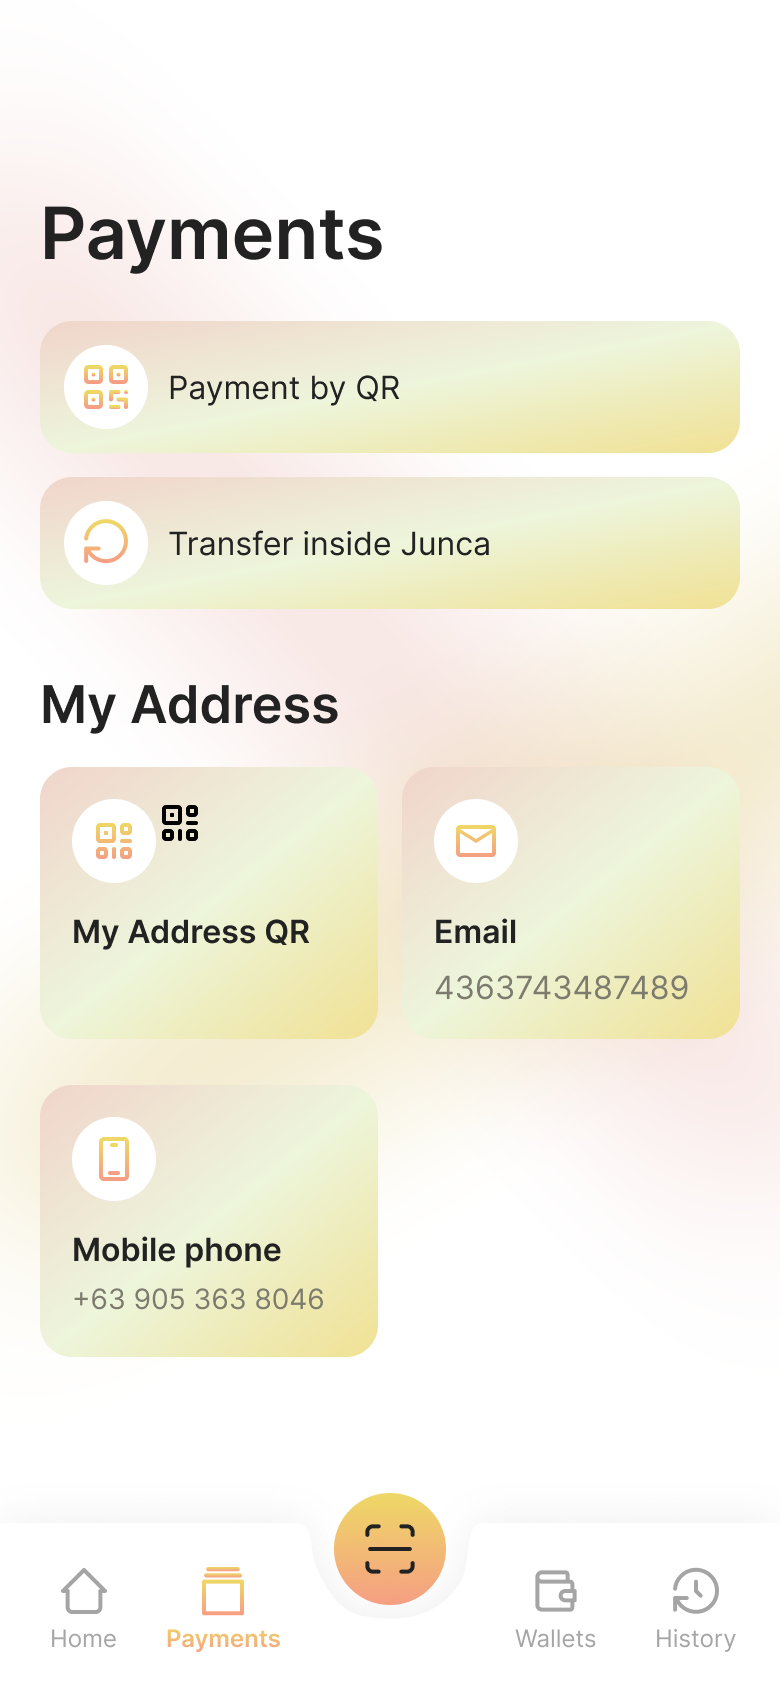 Payments
Payment by QR
Transfer inside Junca
My Address
My Address QR
Email
4363743487489
Mobile phone
+63 905 363 8046
Home
Payments
Wallets
History